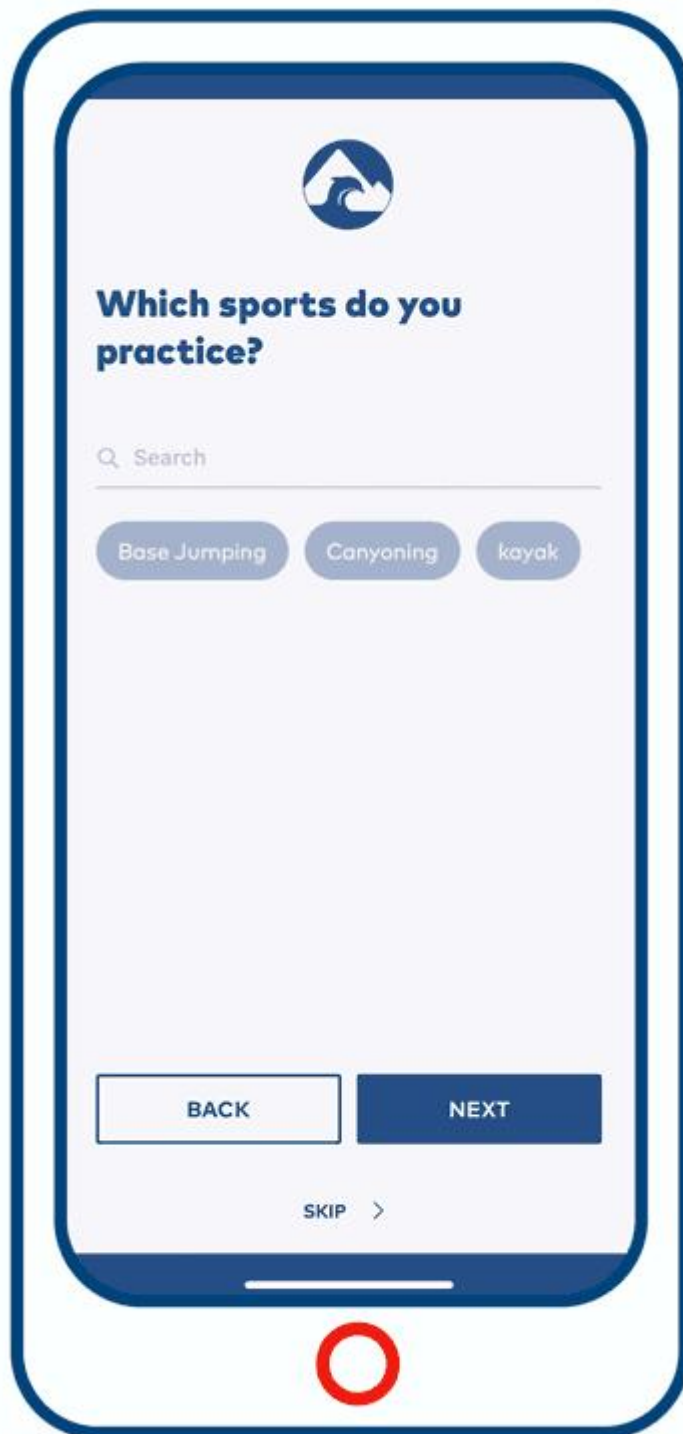 Which sports do you
practice?
Search
Base Jumping Canyoning kayak
BACK NEXT
SKIP >